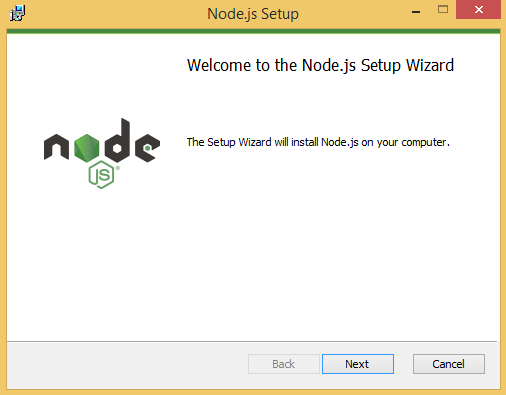 Node.js Setup
Welcome to the Node.js Setup Wizard
node
JS
The Setup Wizard will install Node.js on your computer.
Back
Next
Cancel